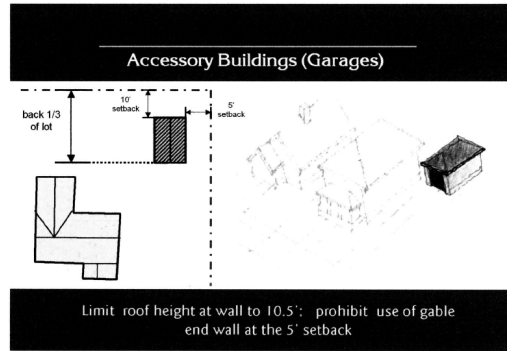 Accessory Buildings (Garages)
back 1/3
of lot
10'
setback
5'
setback
Limit roof height at wall to 10.5': prohibit use of gable
end wall at the 5' setback